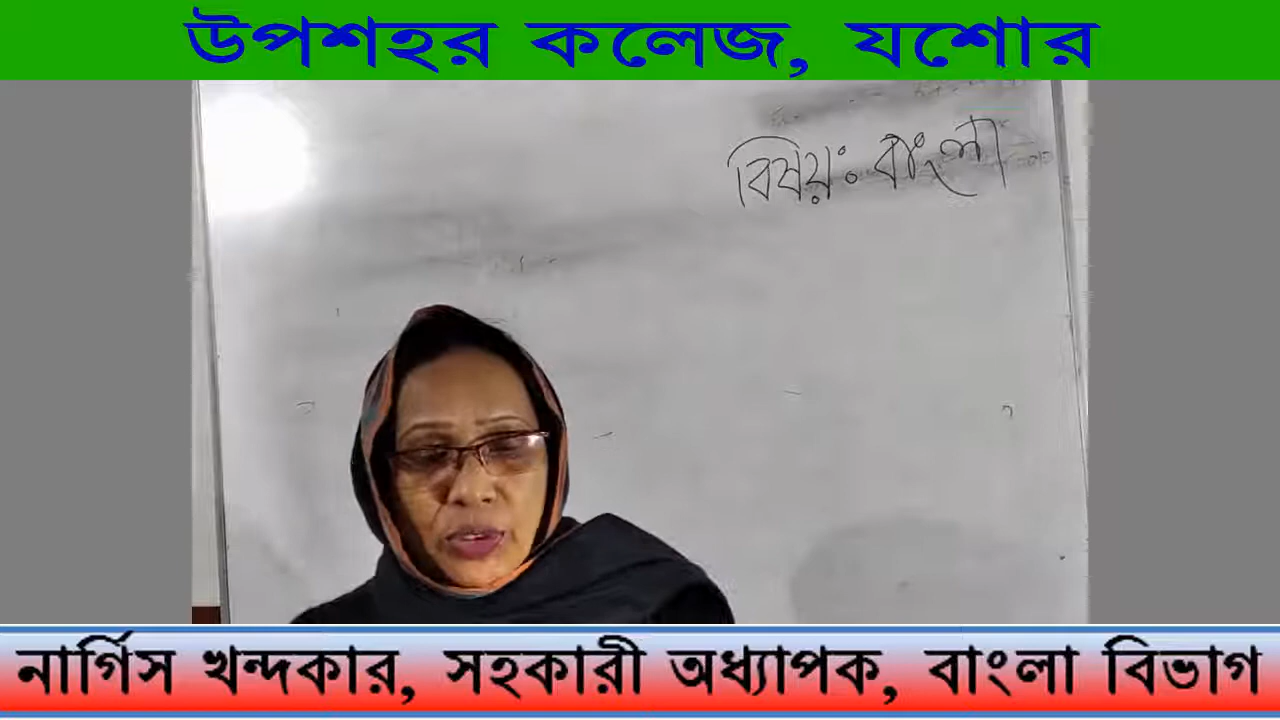 উপশহর কলেজ, যশোর
বিষয়ঃ বাংলা
নার্গিস খন্দকার, সহকারী অধ্যাপক, বাংলা বিভাগ